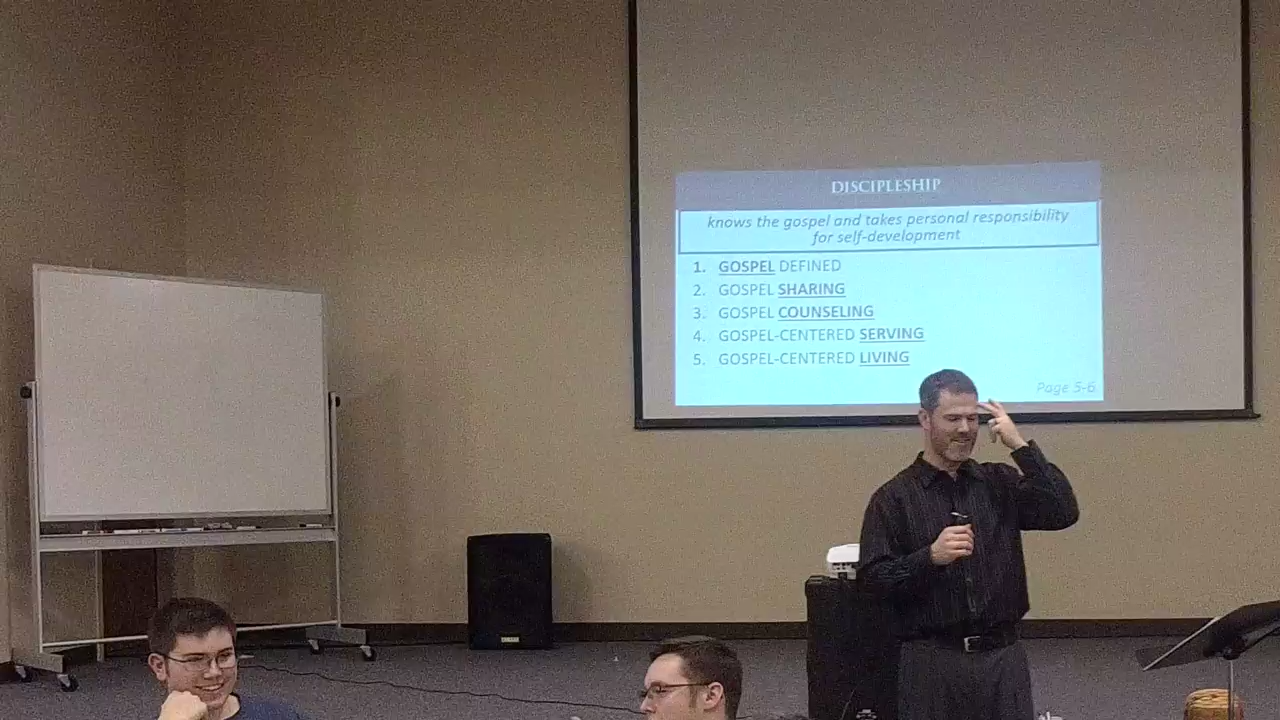 DISCIPLESHIP
knows the gospel and takes personal responsibility
for self-development
1. GOSPEL DEFINED
2. GOSPEL SHARING
3. GOSPEL COUNSELING
4. GOSPEL-CENTERED SERVING
5. GOSPEL-CENTERED LIVING
Page 5-6